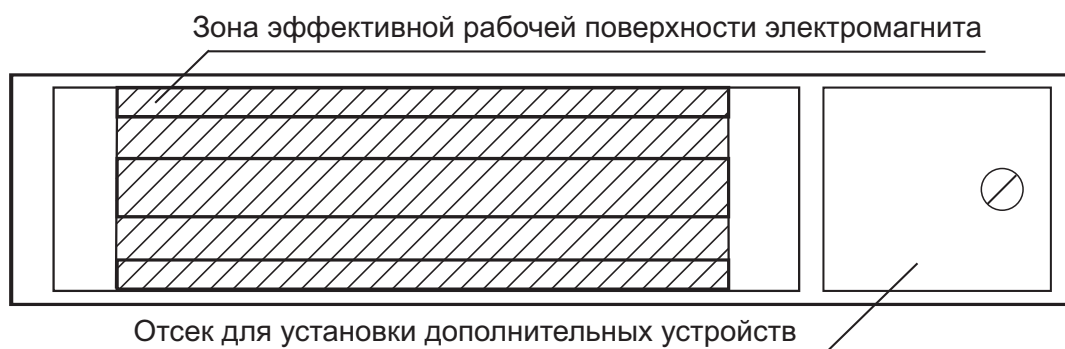 Зона эффективной рабочей поверхности электромагнита
Отсек для установки дополнительных устройств